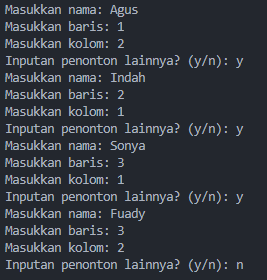 Masukkan nama: Agus
Masukkan baris: 1
Masukkan kolom: 2
Inputan penonton lainnya? (y/n): y
Masukkan nama: Indah
Masukkan baris: 2
Masukkan kolom: 1
Inputan penonton lainnya? (y/n): y
Masukkan nama: Sonya
Masukkan baris: 3
Masukkan kolom: 1
Inputan penonton lainnya? (y/n): y
Masukkan nama: Fuady
Masukkan baris: 3
Masukkan kolom: 2
Inputan penonton lainnya? (y/n): n